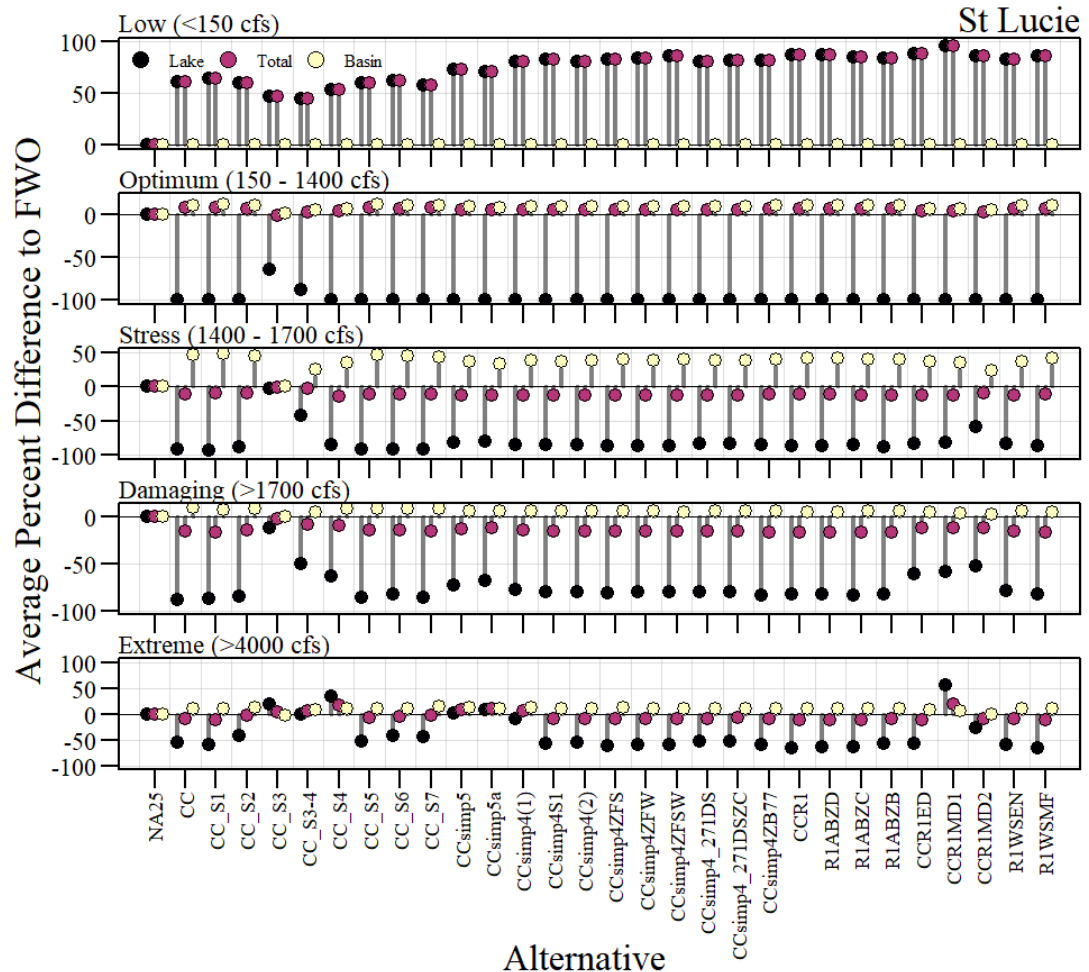 St Lucie
Low (<150 cfs)
Lake Total Basin
100
50
0
Optimum (150 - 1400 cfs)
0
-50
-100
Stress (1400 - 1700 cfs)
50
0
-50
-100
Damaging (>1700 cfs)
0
-50
-100
Extreme (>4000 cfs)
100
50
0
-50
-100
Average Percent Difference to FWO
NA25
CC
CC_S1
CC_S2
CC_S3
CC_S3-4
CC_S4
CC_S5
CC_S6
CC_S7
CCsimp5
CCsimp5a
CCsimp4(1)
CCsimp4S1
CCsimp4(2)
CCsimp4ZFS
CCsimp4ZFW
CCsimp4ZFSW
CCsimp4_271DS
CCsimp4_271DSZC
CCsimp4ZB77
CCR1
R1ABZD
R1ABZC
R1ABZB
CCR1ED
CCR1MD1
CCR1MD2
R1WSEN
R1WSMF
Alternative